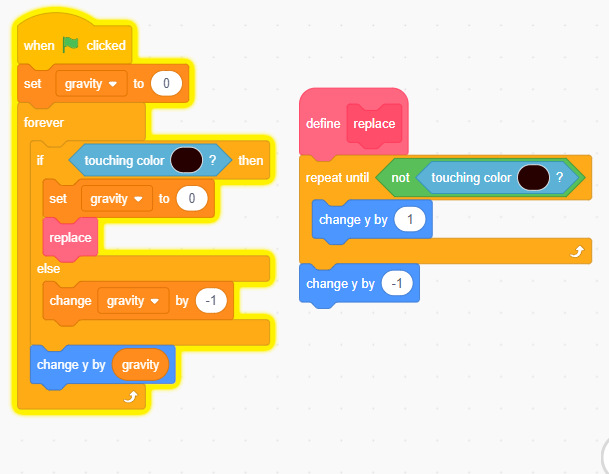 when clicked
set gravity to 0
forever
if touching color ? then
set gravity to 0
replace
else
change gravity by -1
change y by gravity
define replace
repeat until not touching color ?
change y by 1
change y by -1